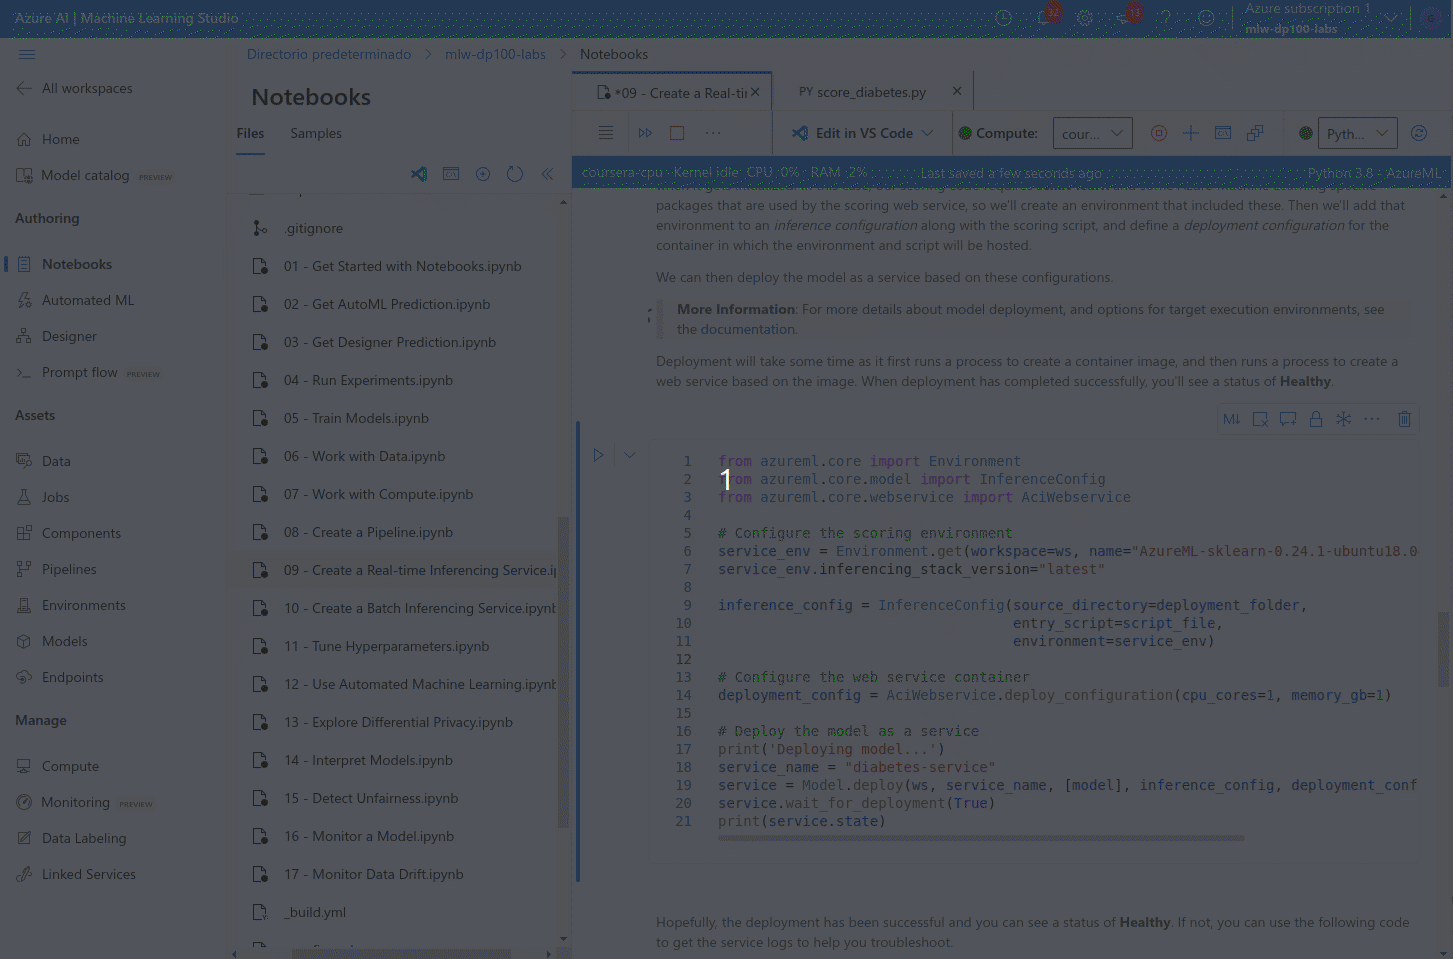 Azure AI | Machine Learning Studio
32
13
Azure subscription 1
mlw-dp100-labs
All workspaces
Home
Model catalog PREVIEW
Authoring
Notebooks
Automated ML
Designer
Prompt flow PREVIEW
Assets
Data
Jobs
Components
Pipelines
Environments
Models
Endpoints
Manage
Compute
Monitoring PREVIEW
Data Labeling
Linked Services
Directorio predeterminado > mlw-dp100-labs > Notebooks
Notebooks
Files Samples
.gitignore
01 - Get Started with Notebooks.ipynb
02 - Get AutoML Prediction.ipynb
03 - Get Designer Prediction.ipynb
04 - Run Experiments.ipynb
05 - Train Models.ipynb
06 - Work with Data.ipynb
07 - Work with Compute.ipynb
08 - Create a Pipeline.ipynb
09 - Create a Real-time Inferencing Service.ip
10 - Create a Batch Inferencing Service.ipynb
11 - Tune Hyperparameters.ipynb
12 - Use Automated Machine Learning.ipynb
13 - Explore Differential Privacy.ipynb
14 - Interpret Models.ipynb
15 - Detect Unfairness.ipynb
16 - Monitor a Model.ipynb
17 - Monitor Data Drift.ipynb
_build.yml
*09 - Create a Real-tir
PY score_diabetes.py
Edit in VS Code
Compute: cour...
Pyth...
coursera-cpu · Kernel idle · CPU 0% · RAM 2%
Last saved a few seconds ago
Python 3.8 - AzureML
packages that are used by the scoring web service, so we'll create an environment that included these. Then we'll add that
environment to an inference configuration along with the scoring script, and define a deployment configuration for the
container in which the environment and script will be hosted.
We can then deploy the model as a service based on these configurations.
More Information: For more details about model deployment, and options for target execution environments, see
the documentation.
Deployment will take some time as it first runs a process to create a container image, and then runs a process to create a
web service based on the image. When deployment has completed successfully, you'll see a status of Healthy.
M↓
1 from azureml.core import Environment
2 from azureml.core.model import InferenceConfig
3 from azureml.core.webservice import AciWebservice
4
5 # Configure the scoring environment
6 service_env = Environment.get(workspace=ws, name="AzureML-sklearn-0.24.1-ubuntu18.0
7 service_env.inferencing_stack_version="latest"
8
9 inference_config = InferenceConfig(source_directory=deployment_folder,
10 entry_script=script_file,
11 environment=service_env)
12
13 # Configure the web service container
14 deployment_config = AciWebservice.deploy_configuration(cpu_cores=1, memory_gb=1)
15
16 # Deploy the model as a service
17 print('Deploying model...')
18 service_name = "diabetes-service"
19 service = Model.deploy(ws, service_name, [model], inference_config, deployment_conf
20 service.wait_for_deployment(True)
21 print(service.state)
1
Hopefully, the deployment has been successful and you can see a status of Healthy. If not, you can use the following code
to get the service logs to help you troubleshoot.